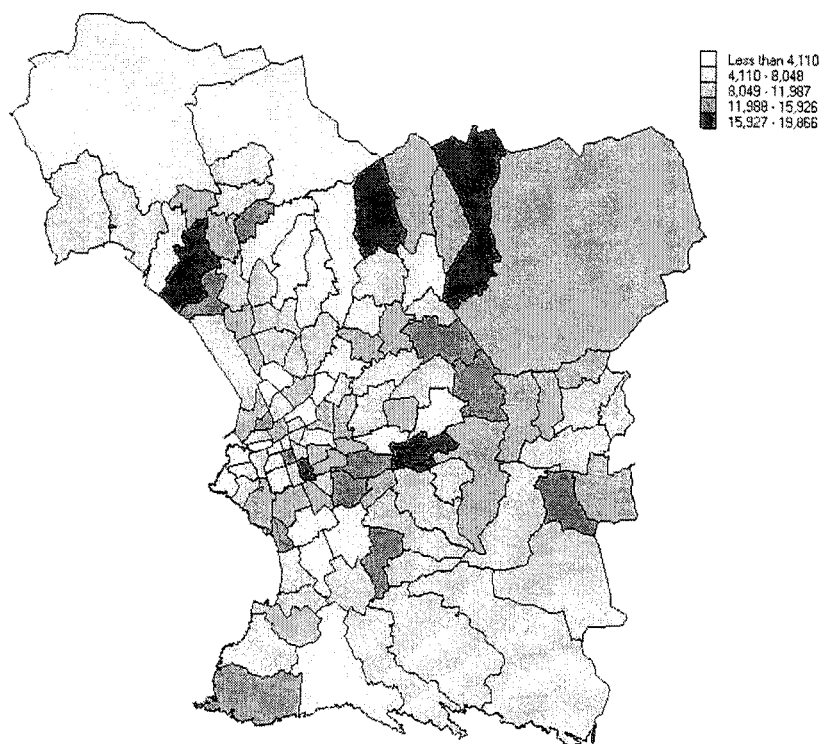 Less than 4,110
4,110 - 8,048
8,049 - 11,987
11,988 - 15,926
15,927 - 19,866